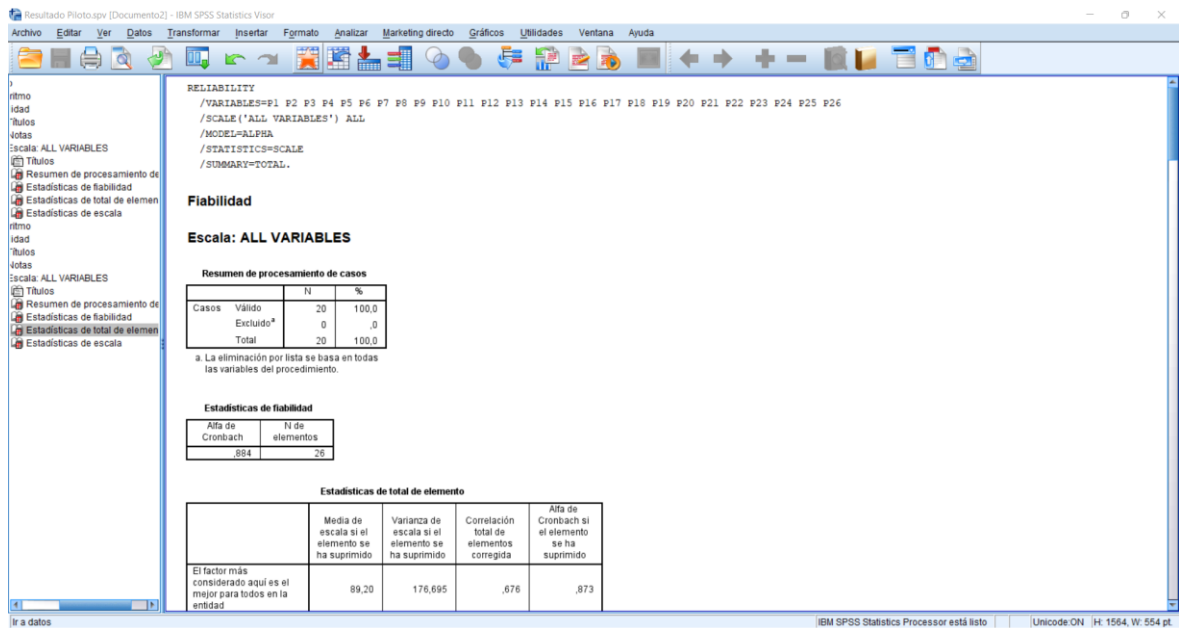 Resultado Piloto.spv [Documento2] - IBM SPSS Statistics Visor
Archivo Editar Ver Datos Transformar Insertar Formato Analizar Marketing directo Gráficos Utilidades Ventana Ayuda
ritmo
idad
Títulos
Notas
Escala: ALL VARIABLES
Títulos
Resumen de procesamiento de
Estadísticas de fiabilidad
Estadísticas de total de elemen
Estadísticas de escala
ritmo
idad
Títulos
Notas
Escala: ALL VARIABLES
Títulos
Resumen de procesamiento de
Estadísticas de fiabilidad
Estadísticas de total de elemen
Estadísticas de escala
RELIABILITY
/VARIABLES=P1 P2 P3 P4 P5 P6 P7 P8 P9 P10 P11 P12 P13 P14 P15 P16 P17 P18 P19 P20 P21 P22 P23 P24 P25 P26
/SCALE('ALL VARIABLES') ALL
/MODEL=ALPHA
/STATISTICS=SCALE
/SUMMARY=TOTAL.
Fiabilidad
Escala: ALL VARIABLES
Resumen de procesamiento de casos
N %
Casos Válido 20 100,0
Excluidoª 0 ,0
Total 20 100,0
a. La eliminación por lista se basa en todas
las variables del procedimiento.
Estadísticas de fiabilidad
Alfa de N de
Cronbach elementos
,884 26
Estadísticas de total de elemento
Alfa de
Media de Varianza de Correlación Cronbach si
escala si el escala si el total de el elemento
elemento se elemento se elementos se ha
ha suprimido ha suprimido corregida suprimido
El factor más
considerado aquí es el
mejor para todos en la
entidad
89,20 176,695 ,676 ,873
Ir a datos
IBM SPSS Statistics Processor está listo Unicode:ON H: 1564, W: 554 pt.